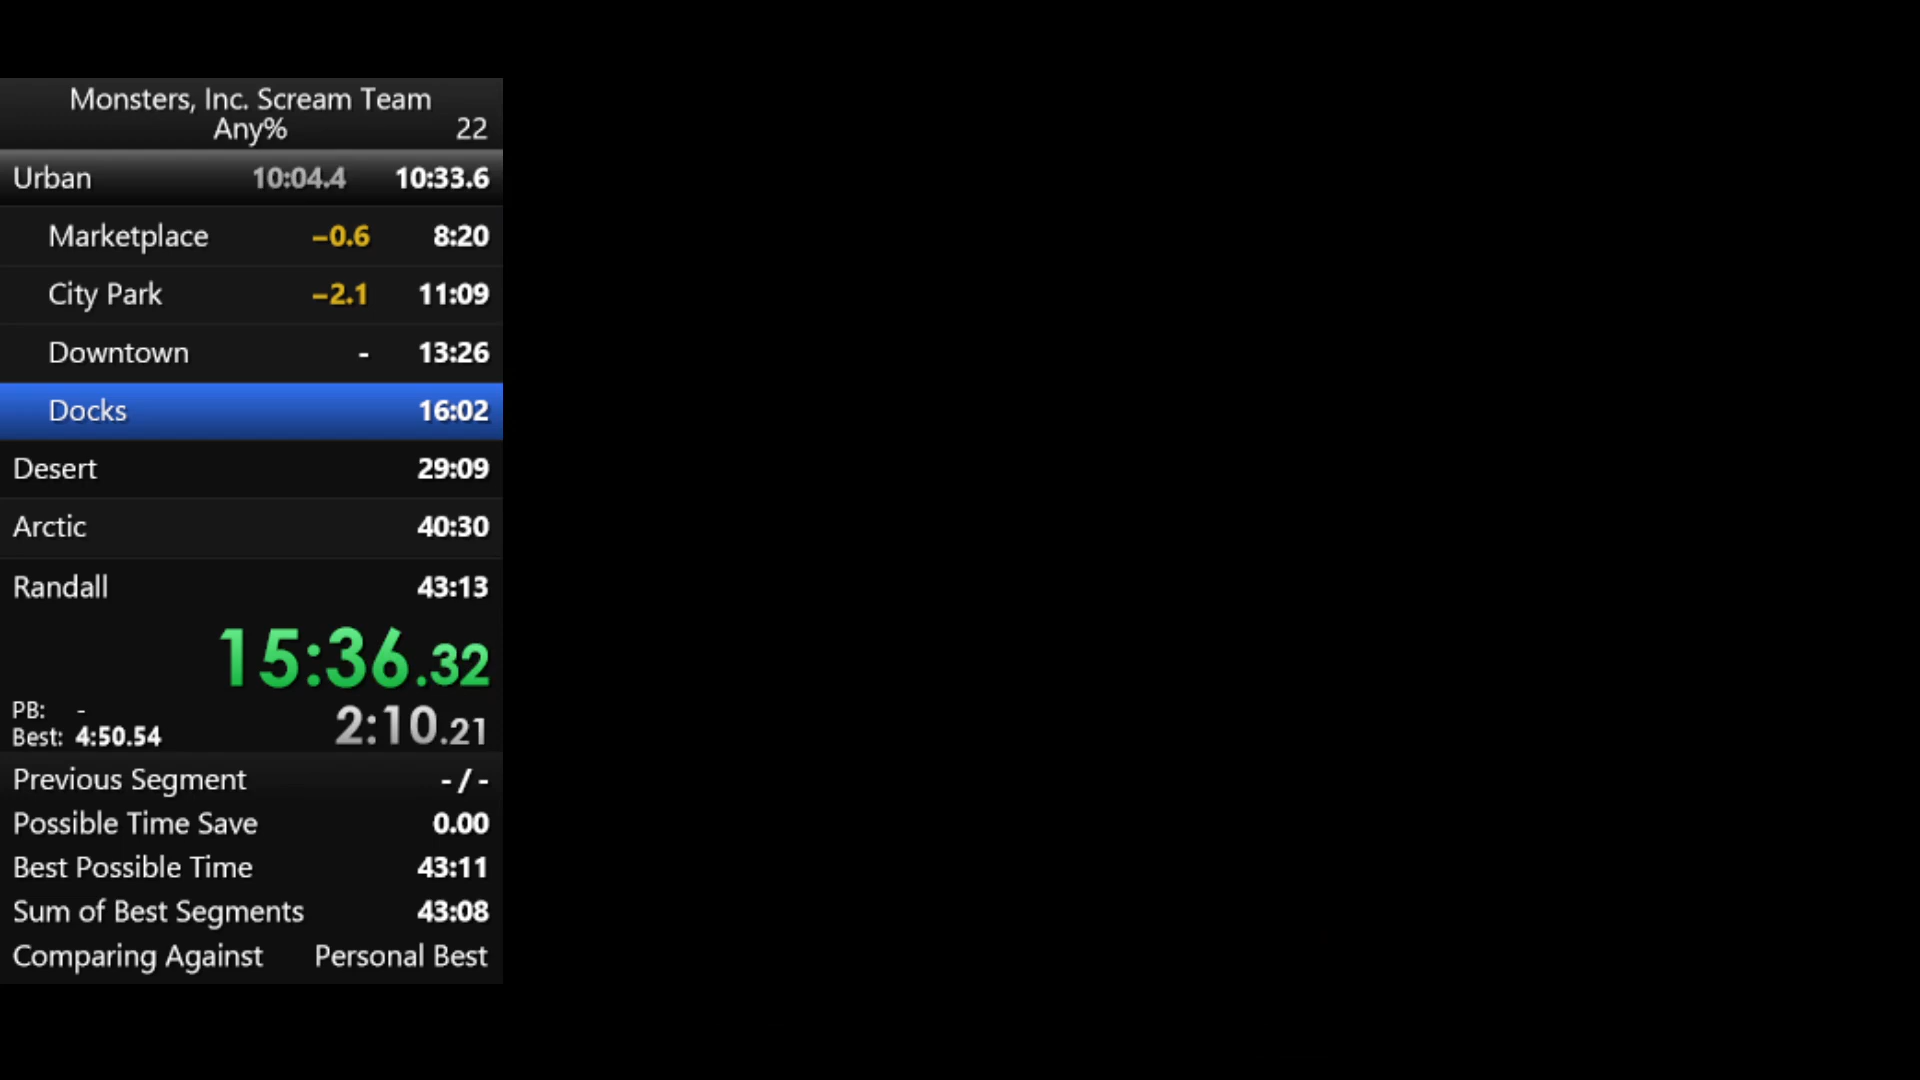 Monsters, Inc. Scream Team
Any% 22
Urban 10:04.4 10:33.6
Marketplace −0.6 8:20
City Park −2.1 11:09
Downtown - 13:26
Docks 16:02
Desert 29:09
Arctic 40:30
Randall 43:13
15:36.32
PB: -
Best: 4:50.54
2:10.21
Previous Segment - / -
Possible Time Save 0.00
Best Possible Time 43:11
Sum of Best Segments 43:08
Comparing Against Personal Best